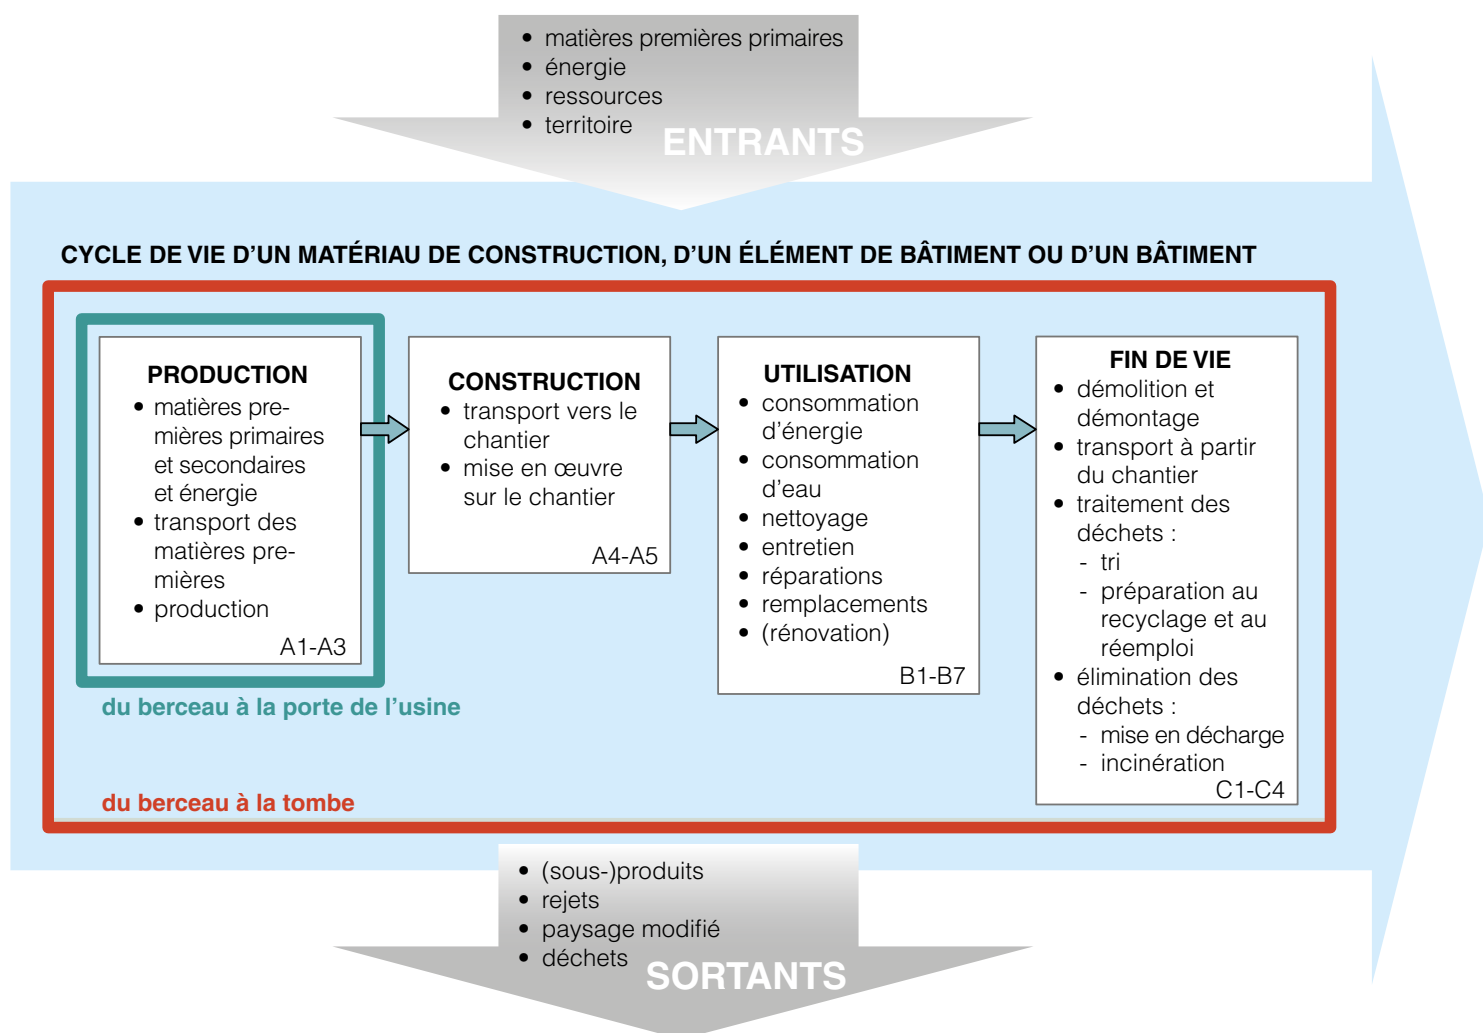 • matières premières primaires
• énergie
• ressources
• territoire
ENTRANTS
CYCLE DE VIE D’UN MATÉRIAU DE CONSTRUCTION, D’UN ÉLÉMENT DE BÂTIMENT OU D’UN BÂTIMENT
PRODUCTION
• matières pre-
mières primaires
et secondaires
et énergie
• transport des
matières pre-
mières
• production
A1-A3
CONSTRUCTION
• transport vers le
chantier
• mise en œuvre
sur le chantier
A4-A5
UTILISATION
• consommation
d’énergie
• consommation
d’eau
• nettoyage
• entretien
• réparations
• remplacements
• (rénovation)
B1-B7
FIN DE VIE
• démolition et
démontage
• transport à partir
du chantier
• traitement des
déchets :
- tri
- préparation au
recyclage et au
réemploi
• élimination des
déchets :
- mise en décharge
- incinération
C1-C4
du berceau à la porte de l’usine
du berceau à la tombe
• (sous-)produits
• rejets
• paysage modifié
• déchets
SORTANTS